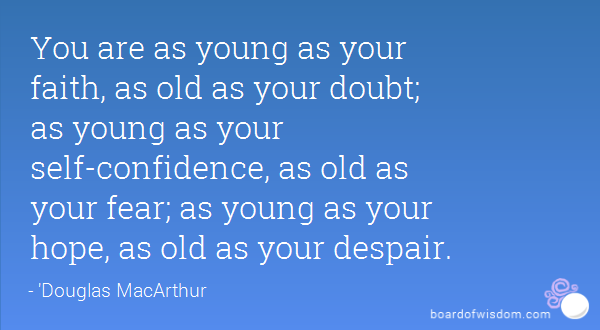 You are as young as your
faith, as old as your doubt;
as young as your
self-confidence, as old as
your fear; as young as your
hope, as old as your despair.
- 'Douglas MacArthur
boardofwisdom.com